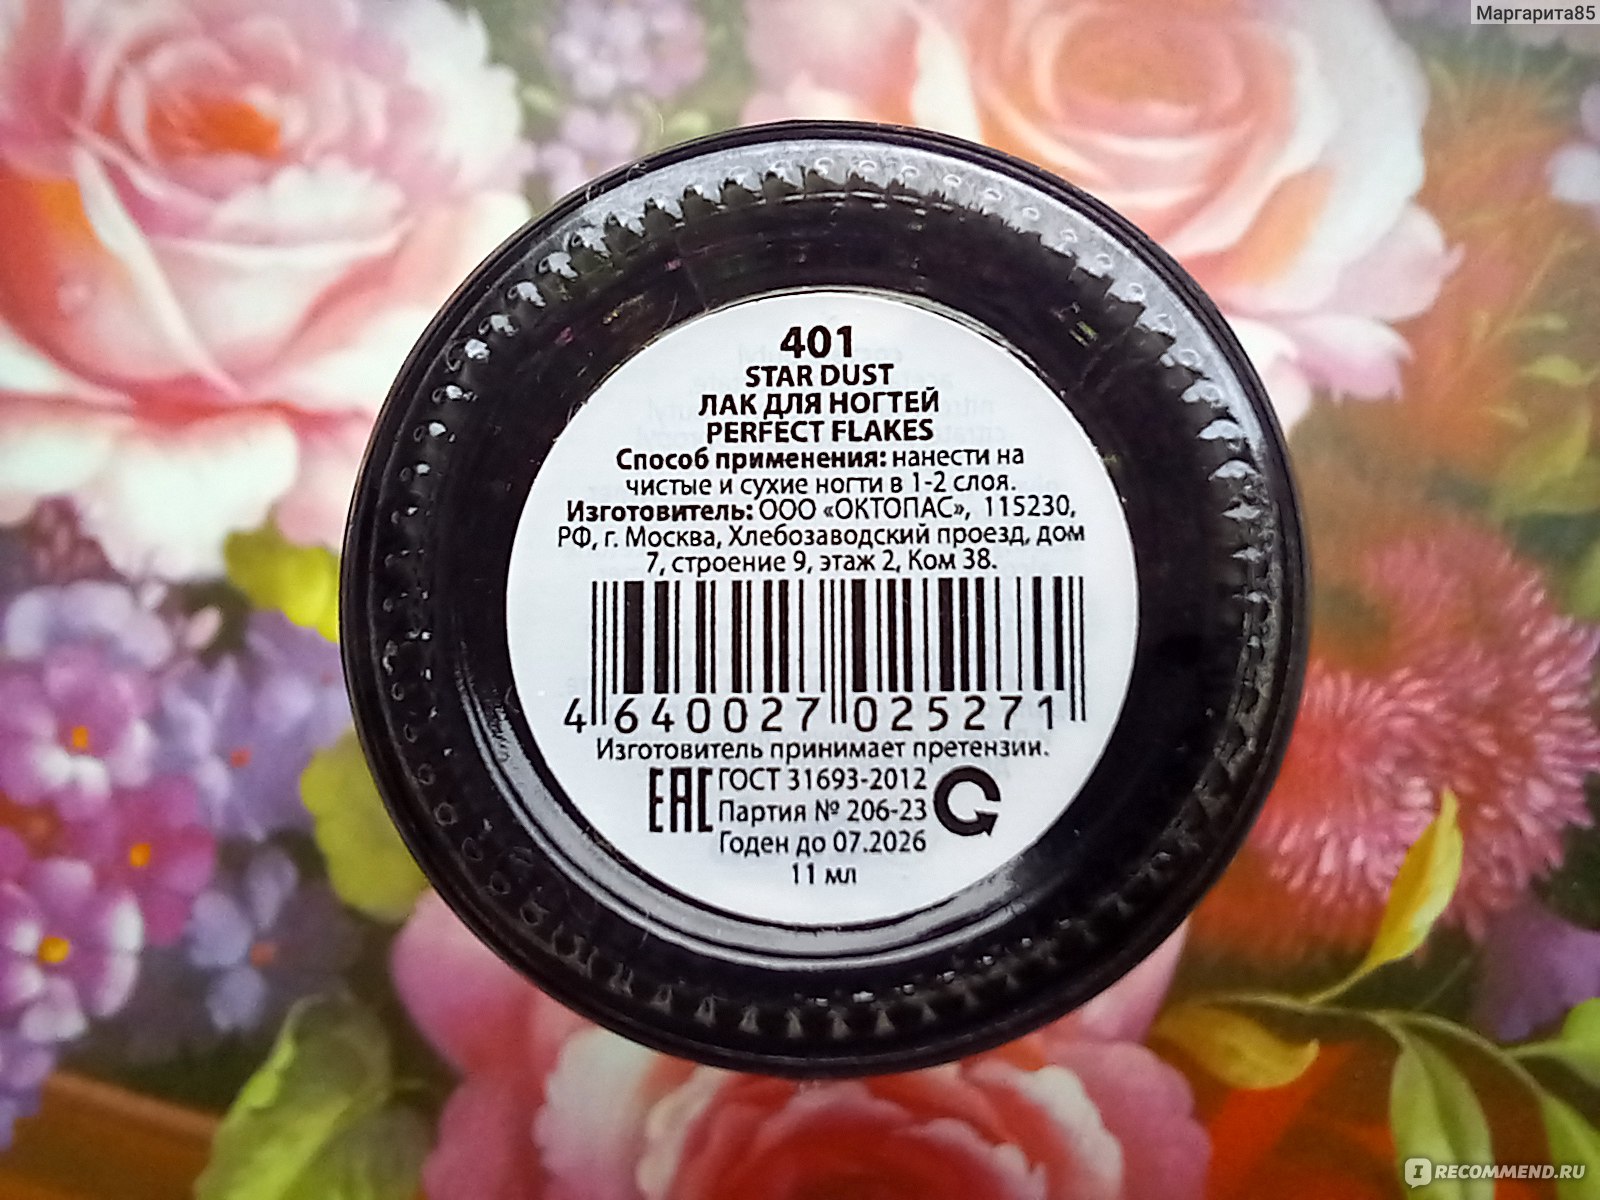 Маргарита85
401
STAR DUST
ЛАК ДЛЯ НОГТЕЙ
PERFECT FLAKES
Способ применения: нанести на
чистые и сухие ногти в 1-2 слоя.
Изготовитель: ООО «ОКТОПАС», 115230,
РФ, г. Москва, Хлебозаводский проезд, дом
7, строение 9, этаж 2, Ком 38.
4 640027 025271
Изготовитель принимает претензии.
EAC ГОСТ 31693-2012
Партия № 206-23
Годен до 07.2026
11 мл
IRECOMMEND.RU